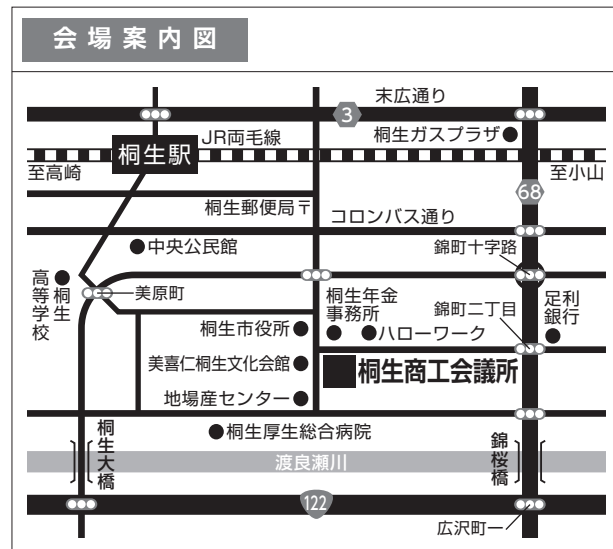 会場案内図
末広通り
3
JR両毛線
桐生ガスプラザ
桐生駅
至高崎
至小山
68
桐生郵便局〒
コロンバス通り
中央公民館
錦町十字路
桐生
高等学校
美原町
桐生年金
事務所
錦町二丁目
足利
銀行
桐生市役所
ハローワーク
美喜仁桐生文化会館
桐生商工会議所
地場産センター
桐生厚生総合病院
桐生大橋
渡良瀬川
錦桜橋
122
広沢町一